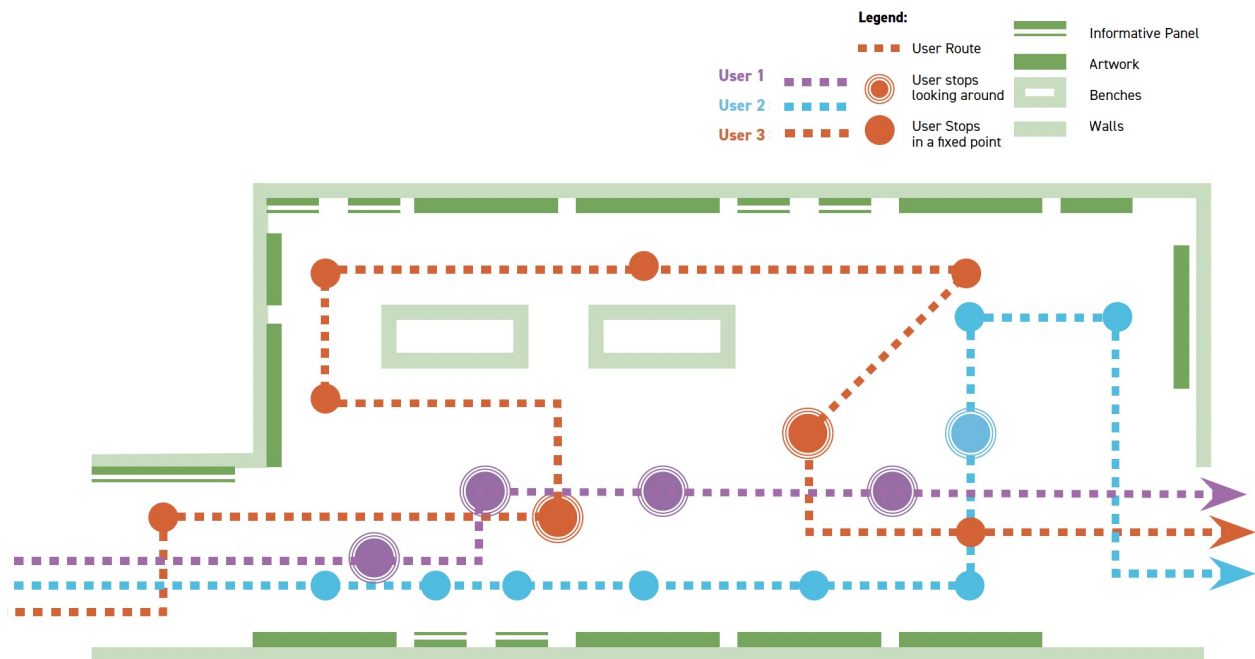 Legend:
User Route
User 1
User 2
User 3
User stops
looking around
User Stops
in a fixed point
Informative Panel
Artwork
Benches
Walls